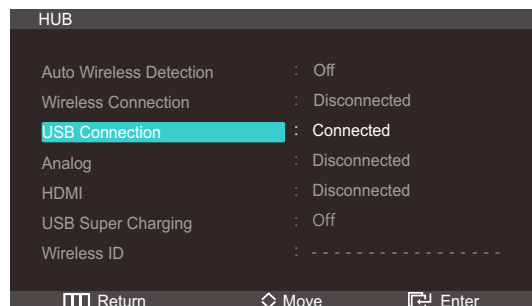 HUB
Auto Wireless Detection : Off
Wireless Connection : Disconnected
USB Connection : Connected
Analog : Disconnected
HDMI : Disconnected
USB Super Charging : Off
Wireless ID : - - - - - - - - - - - - - - - - -
Return Move Enter